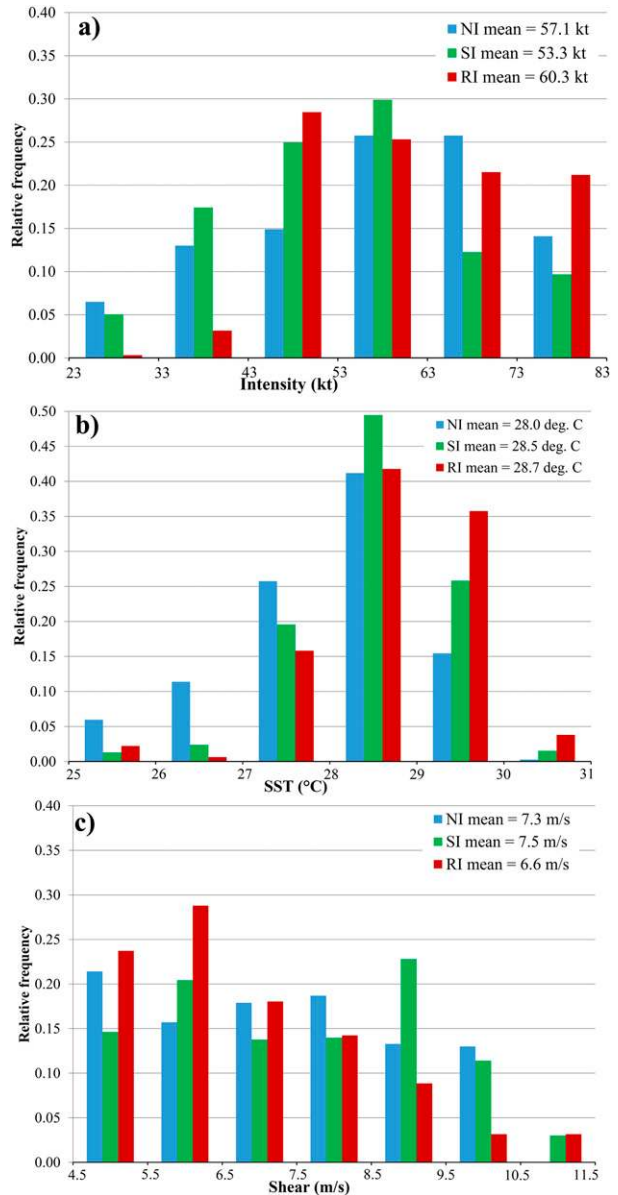 a)
NI mean = 57.1 kt
SI mean = 53.3 kt
RI mean = 60.3 kt
0.40
0.35
0.30
0.25
0.20
0.15
0.10
0.05
0.00
Relative frequency
23 33 43 53 63 73 83
Intensity (kt)
b)
NI mean = 28.0 deg. C
SI mean = 28.5 deg. C
RI mean = 28.7 deg. C
0.50
0.45
0.40
0.35
0.30
0.25
0.20
0.15
0.10
0.05
0.00
Relative frequency
25 26 27 28 29 30 31
SST (°C)
c)
NI mean = 7.3 m/s
SI mean = 7.5 m/s
RI mean = 6.6 m/s
0.40
0.35
0.30
0.25
0.20
0.15
0.10
0.05
0.00
Relative frequency
4.5 5.5 6.5 7.5 8.5 9.5 10.5 11.5
Shear (m/s)